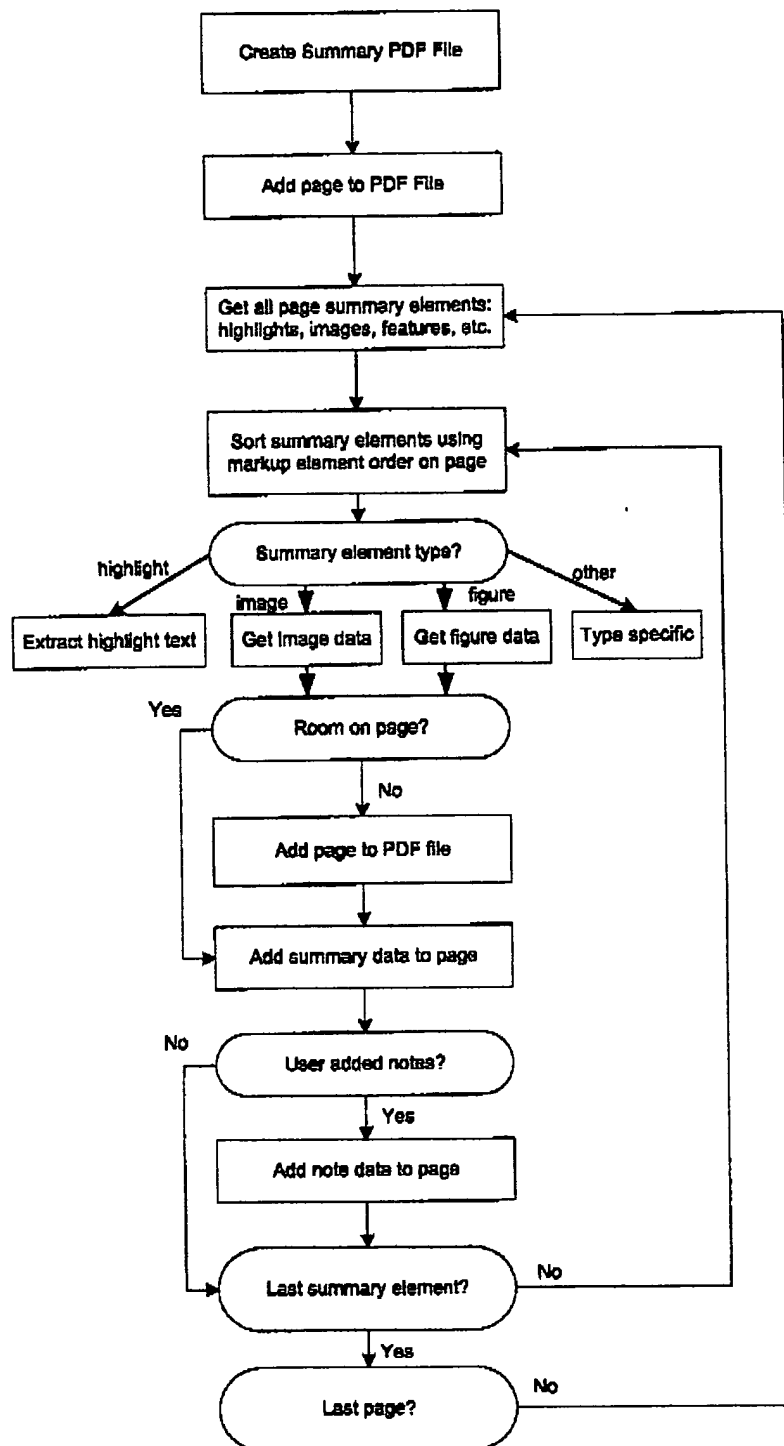 Create Summary PDF File
Add page to PDF File
Get all page summary elements:
highlights, images, features, etc.
Sort summary elements using
markup element order on page
Summary element type?
highlight
image
figure
other
Extract highlight text
Get image data
Get figure data
Type specific
Yes
Room on page?
No
Add page to PDF file
Add summary data to page
No
User added notes?
Yes
Add note data to page
Last summary element?
No
Yes
Last page?
No